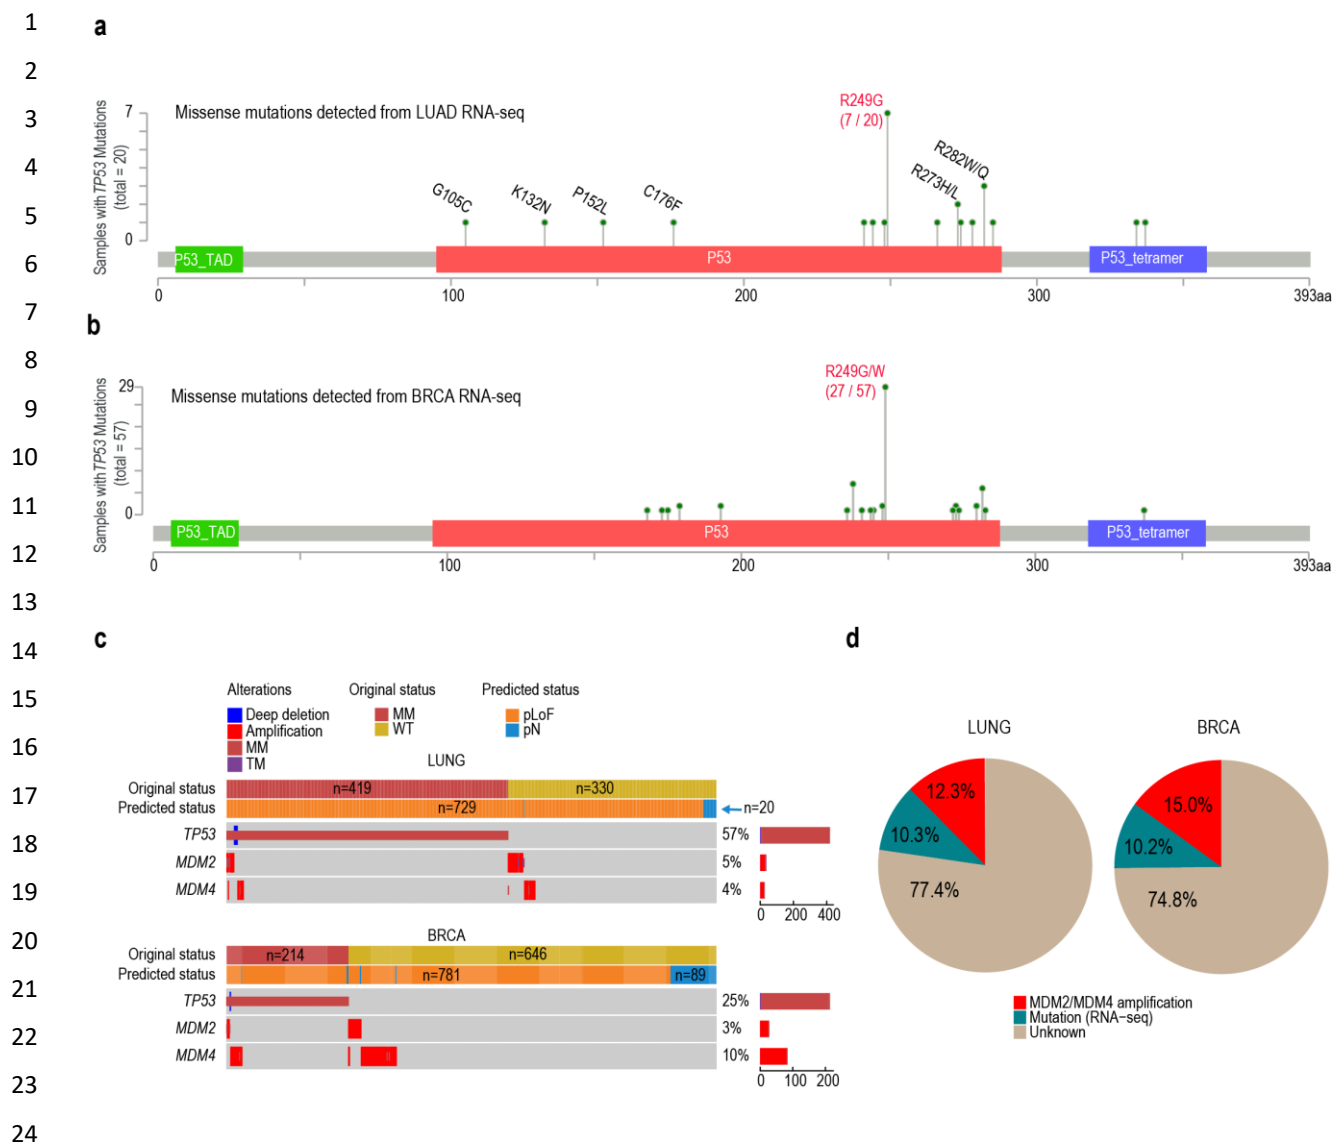 1
a
2
3
Missense mutations detected from LUAD RNA-seq
Samples with TP53 Mutations
(total = 20)
7
0
R249G
(7 / 20)
4
G105C
K132N
P152L
C176F
R273H/L
R282W/Q
5
6
P53_TAD
P53
P53_tetramer
7
0
100
200
300
393aa
b
8
9
Missense mutations detected from BRCA RNA-seq
Samples with TP53 Mutations
(total = 57)
29
0
R249G/W
(27 / 57)
10
11
P53_TAD
P53
P53_tetramer
12
0
100
200
300
393aa
13
14
c
d
15
Alterations
Original status
Predicted status
Deep deletion
Amplification
MM
TM
MM
WT
pLoF
pN
16
LUNG
17
Original status
n=419
n=330
Predicted status
n=729
n=20
18
TP53
57%
MDM2
5%
19
MDM4
4%
0
200
400
20
BRCA
Original status
n=214
n=646
Predicted status
n=781
n=89
21
TP53
25%
22
MDM2
3%
MDM4
10%
23
0
100
200
24
LUNG
12.3%
10.3%
77.4%
BRCA
15.0%
10.2%
74.8%
MDM2/MDM4 amplification
Mutation (RNA−seq)
Unknown